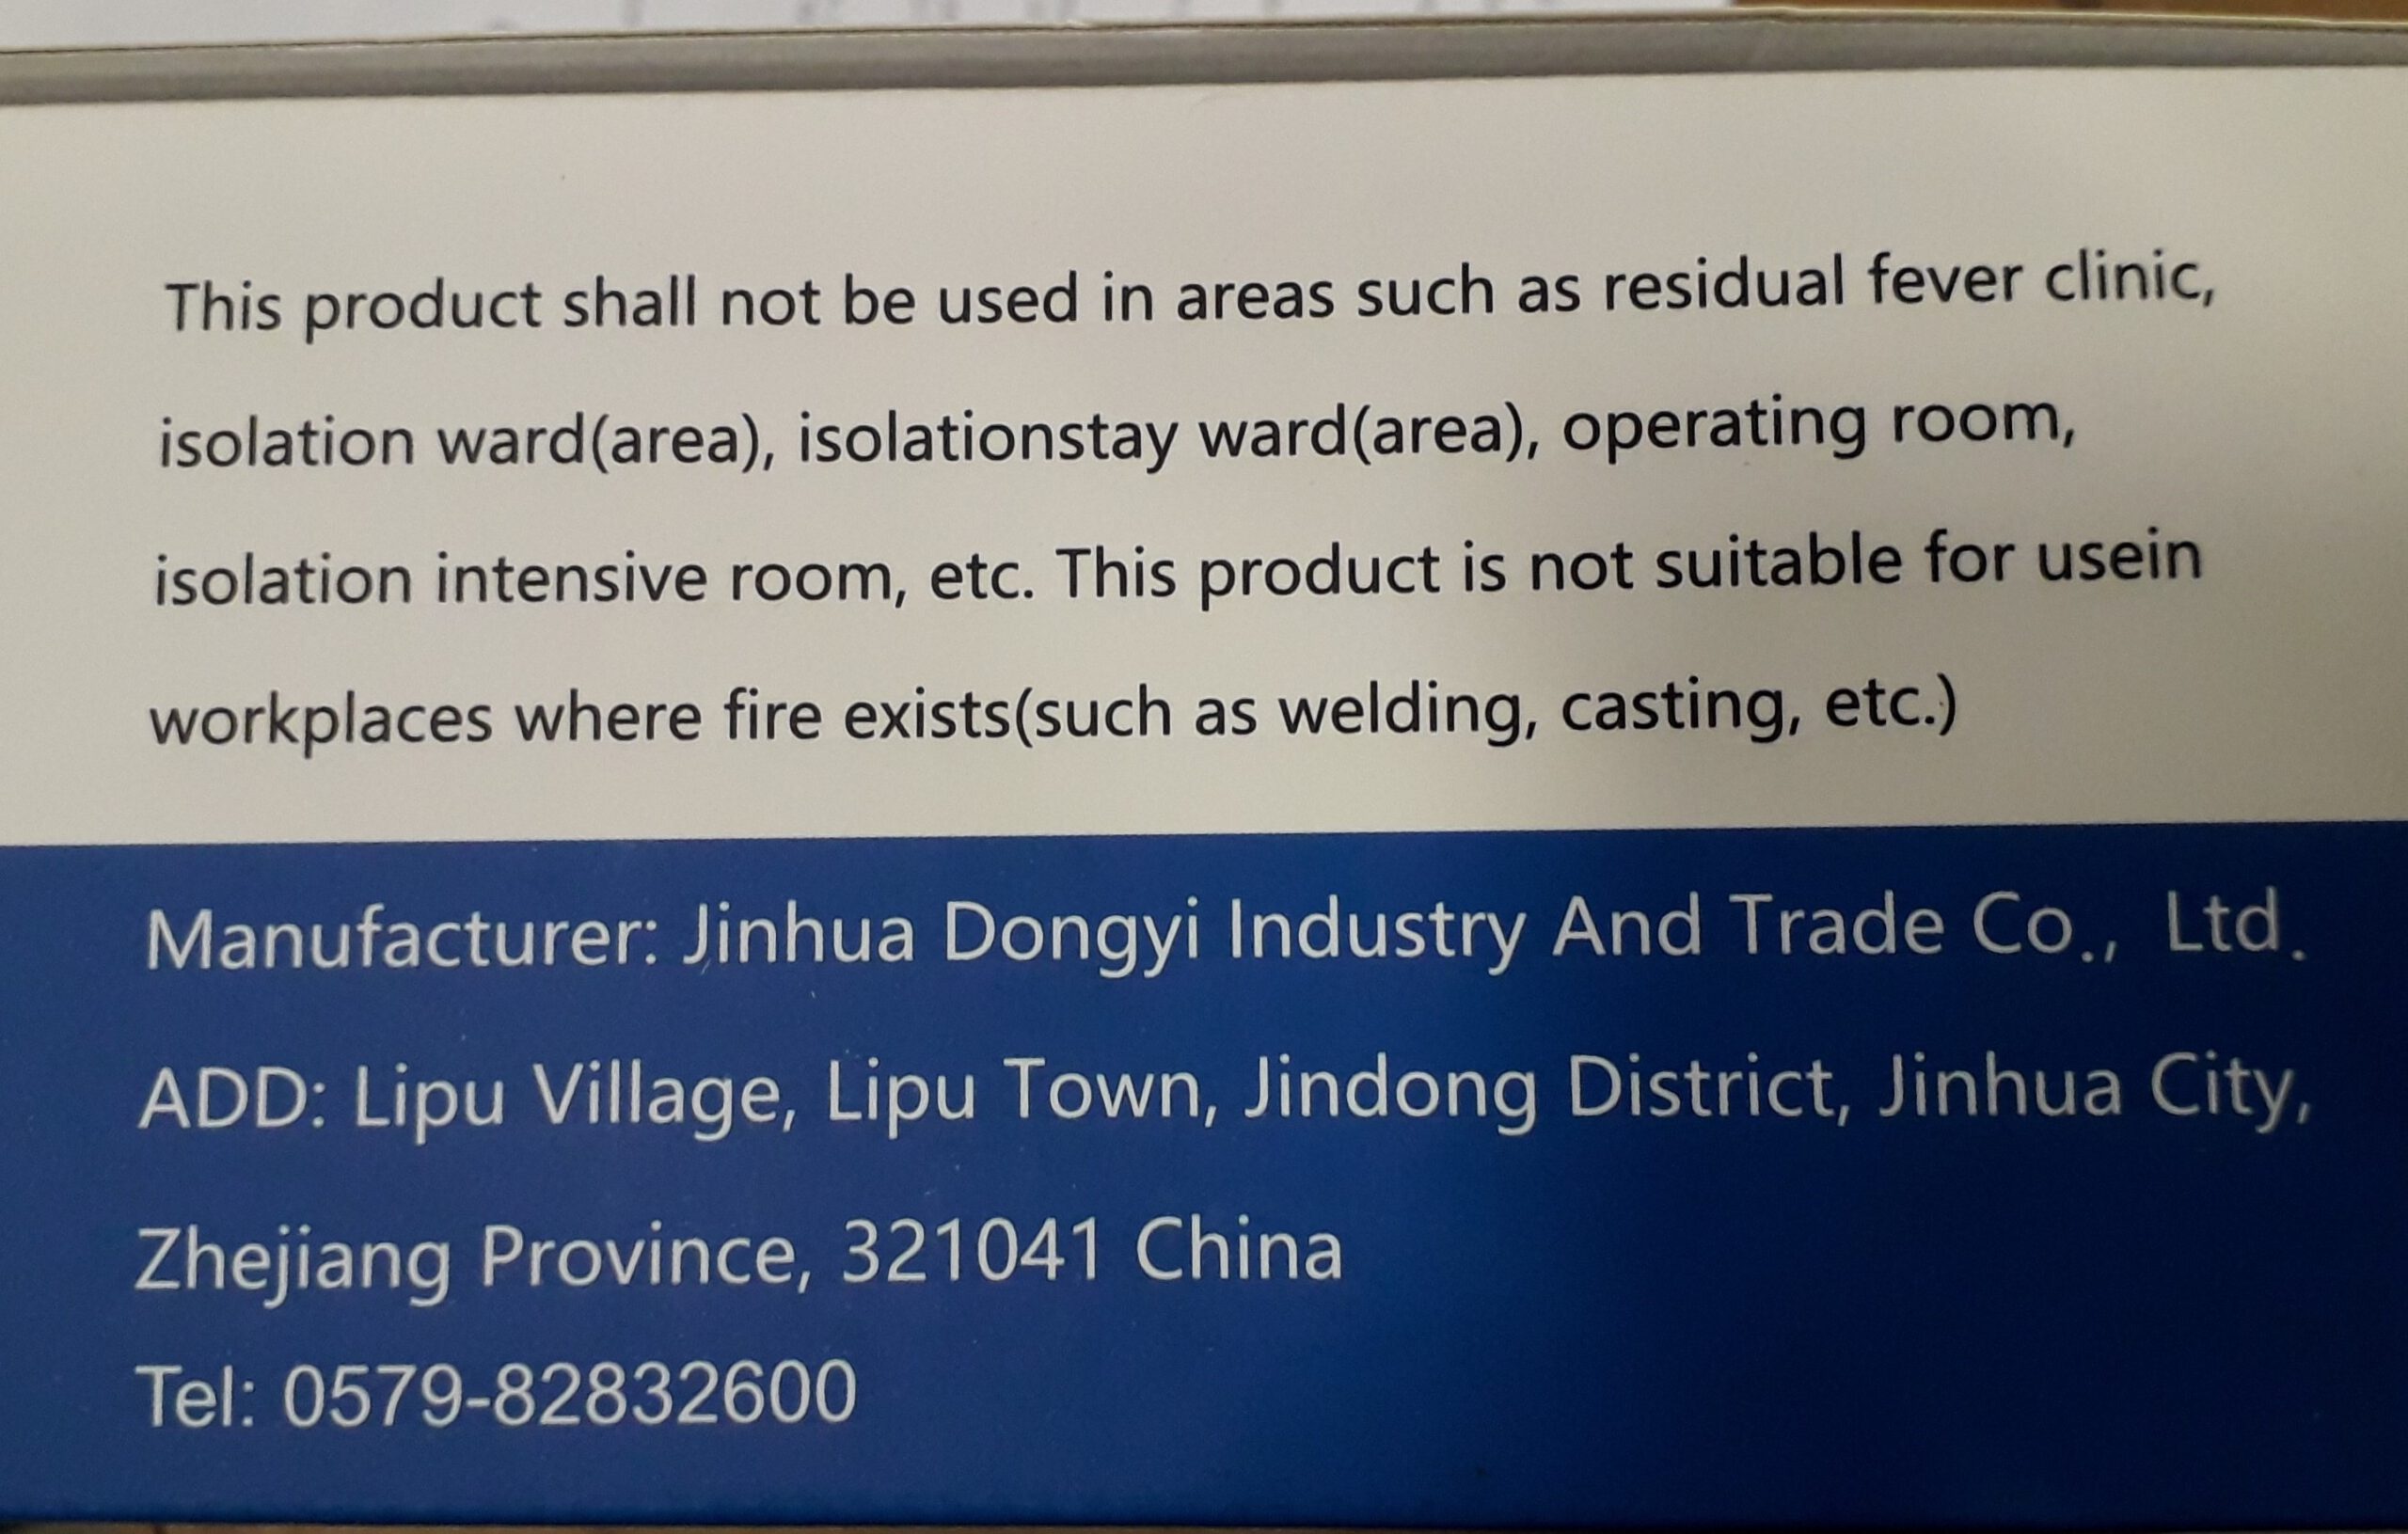 This product shall not be used in areas such as residual fever clinic,
isolation ward(area), isolationstay ward(area), operating room,
isolation intensive room, etc. This product is not suitable for usein
workplaces where fire exists(such as welding, casting, etc.)
Manufacturer: Jinhua Dongyi Industry And Trade Co., Ltd.
ADD: Lipu Village, Lipu Town, Jindong District, Jinhua City,
Zhejiang Province, 321041 China
Tel: 0579-82832600